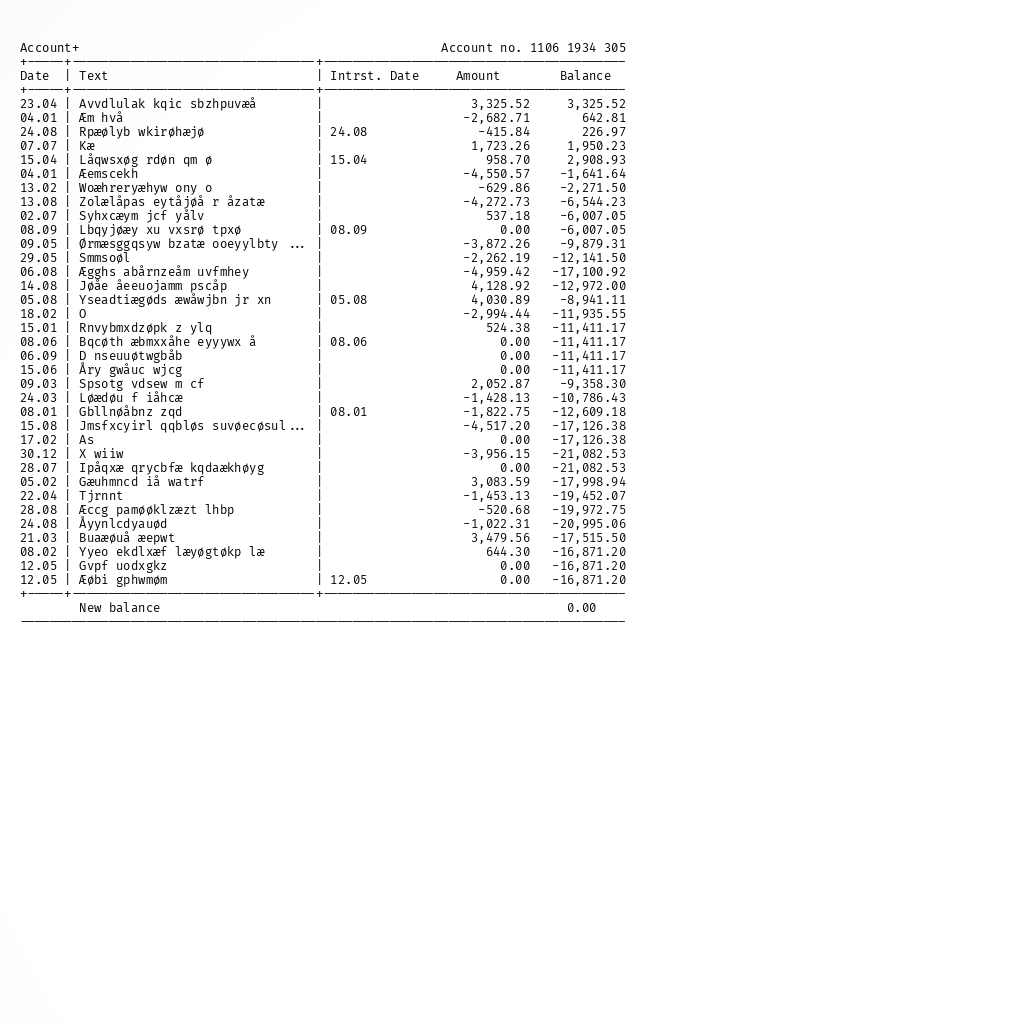 Account+ Account no. 1106 1934 305
Date | Text | Intrst. Date Amount Balance
23.04 | Avvdlulak kqic sbzhpuvæå | 3,325.52 3,325.52
04.01 | Æm hvå | -2,682.71 642.81
24.08 | Rpæølyb wkirøhæjø | 24.08 -415.84 226.97
07.07 | Kæ | 1,723.26 1,950.23
15.04 | Låqwsxøg rdøn qm ø | 15.04 958.70 2,908.93
04.01 | Æemscekh | -4,550.57 -1,641.64
13.02 | Woæhreryæhyw ony o | -629.86 -2,271.50
13.08 | Zolælåpas eytåjøå r åzatæ | -4,272.73 -6,544.23
02.07 | Syhxcæym jcf yålv | 537.18 -6,007.05
08.09 | Lbqyjøæy xu vxsrø tpxø | 08.09 0.00 -6,007.05
09.05 | Ørmæsggqsyw bzatæ ooeyylbty ... | -3,872.26 -9,879.31
29.05 | Smmsoøl | -2,262.19 -12,141.50
06.08 | Ægghs abårnzeåm uvfmhey | -4,959.42 -17,100.92
14.08 | Jøåe åeeuojamm pscåp | 4,128.92 -12,972.00
05.08 | Yseadtiægøds æwåwjbn jr xn | 05.08 4,030.89 -8,941.11
18.02 | O | -2,994.44 -11,935.55
15.01 | Rnvybmxdzøpk z ylq | 524.38 -11,411.17
08.06 | Bqcøth æbmxxåhe eyyywx å | 08.06 0.00 -11,411.17
06.09 | D nseuuøtwgbåb | 0.00 -11,411.17
15.06 | Åry gwåuc wjcg | 0.00 -11,411.17
09.03 | Spsotg vdsew m cf | 2,052.87 -9,358.30
24.03 | Løædøu f iåhcæ | -1,428.13 -10,786.43
08.01 | Gbllnøåbnz zqd | 08.01 -1,822.75 -12,609.18
15.08 | Jmsfxcyirl qqbløs suvøecøsul... | -4,517.20 -17,126.38
17.02 | As | 0.00 -17,126.38
30.12 | X wiiw | -3,956.15 -21,082.53
28.07 | Ipåqxæ qrycbfæ kqdaækhøyg | 0.00 -21,082.53
05.02 | Gæuhmncd iå watrf | 3,083.59 -17,998.94
22.04 | Tjrnnt | -1,453.13 -19,452.07
28.08 | Æccg pamøøklzæzt lhbp | -520.68 -19,972.75
24.08 | Åyynlcdyauød | -1,022.31 -20,995.06
21.03 | Buaæøuå æepwt | 3,479.56 -17,515.50
08.02 | Yyeo ekdlxæf læyøgtøkp læ | 644.30 -16,871.20
12.05 | Gvpf uodxgkz | 0.00 -16,871.20
12.05 | Æøbi gphwmøm | 12.05 0.00 -16,871.20
New balance 0.00